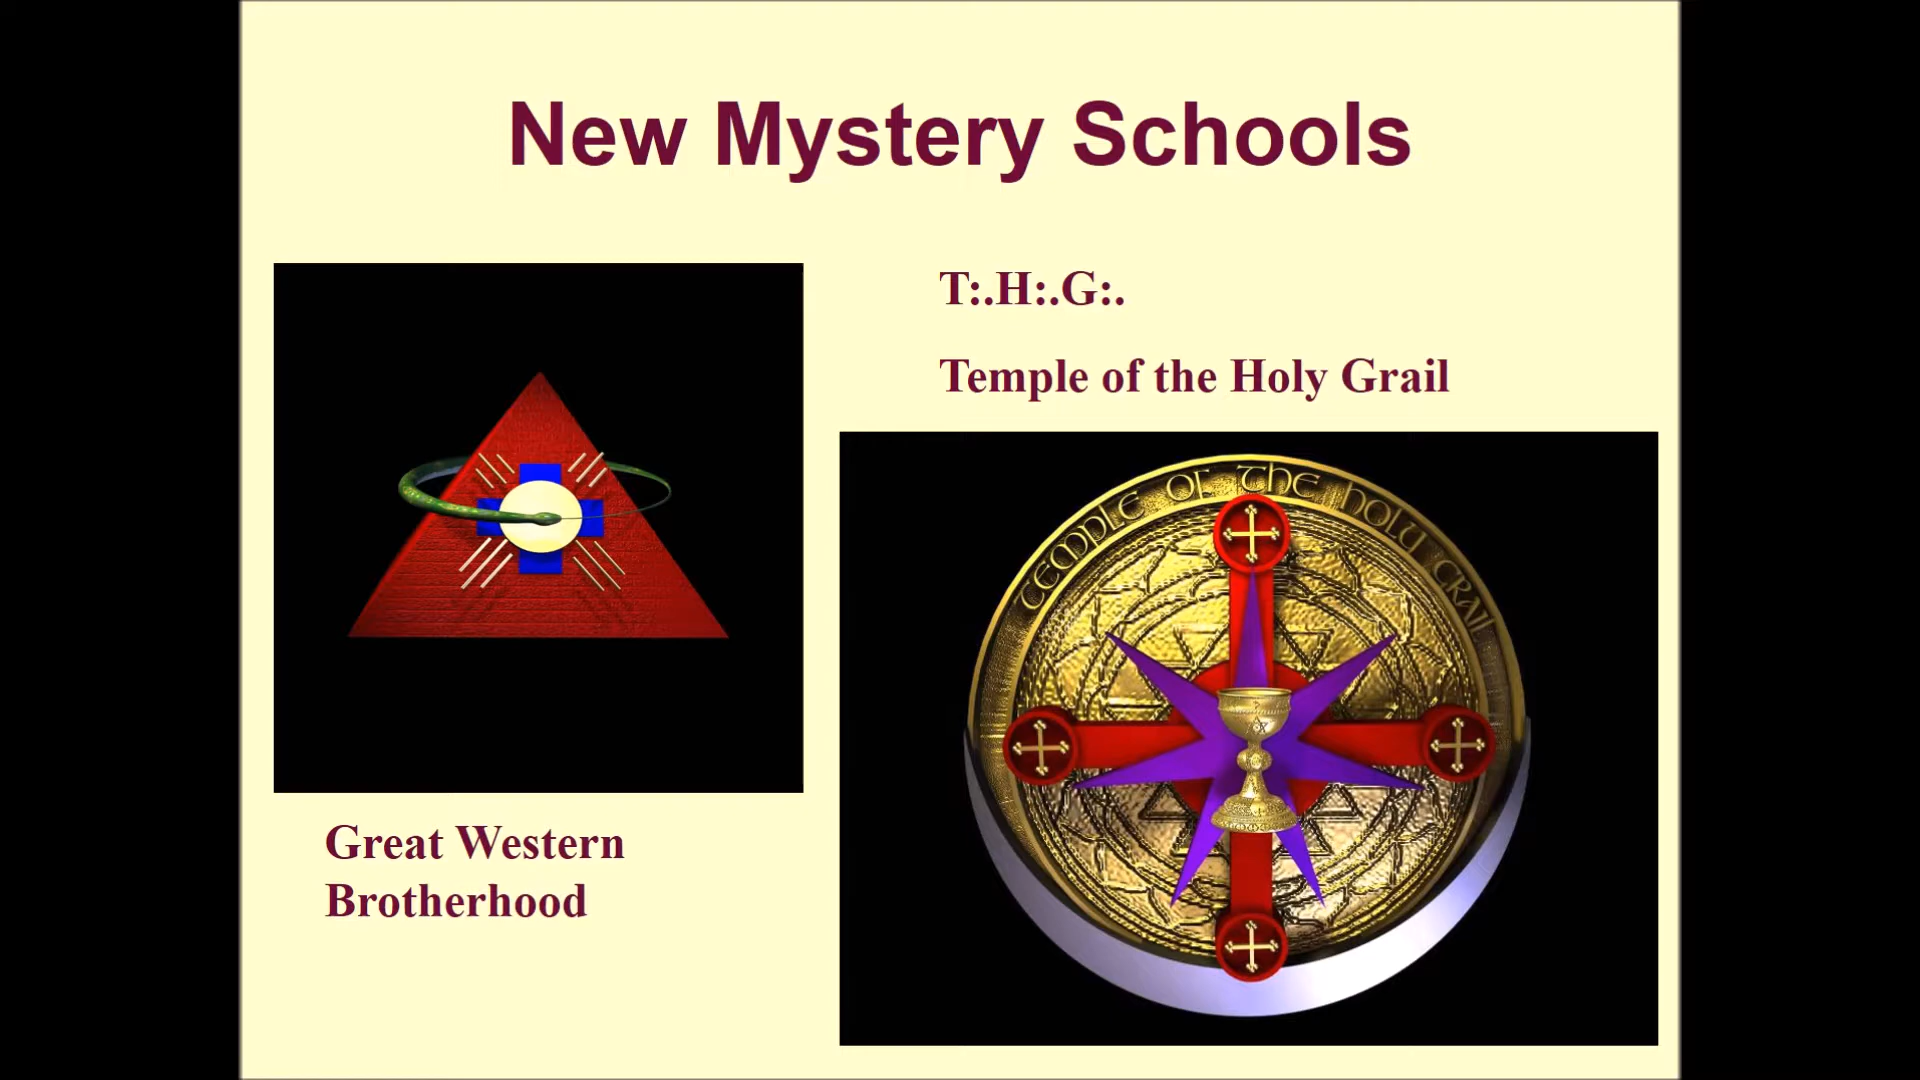 New Mystery Schools
T:.H:.G:.
Temple of the Holy Grail
TEMPLE OF THE HOLY GRAIL
Great Western
Brotherhood